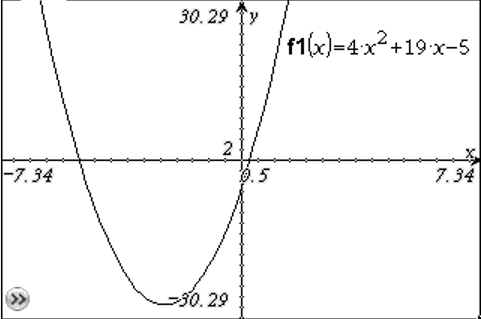 30.29 y
f1(x)=4·x²+19·x−5
2 x
-7.34 0.5 7.34
-30.29